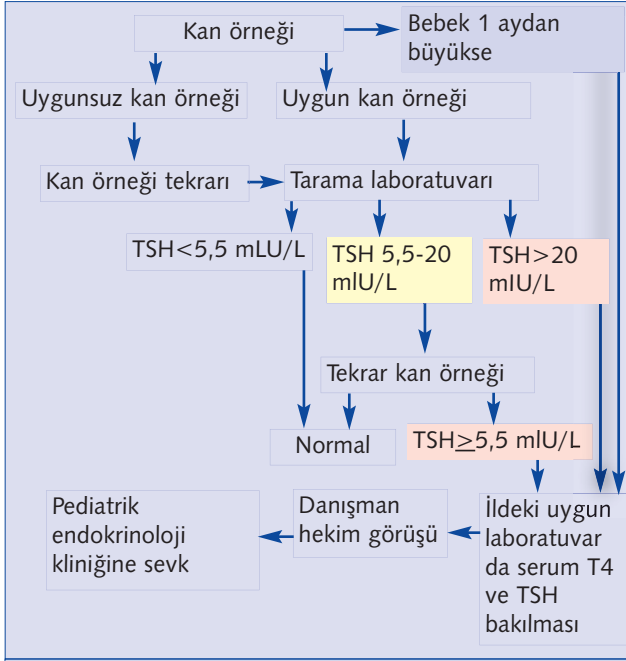 Kan örneği
Bebek 1 aydan
büyükse
Uygunsuz kan örneği
Uygun kan örneği
Kan örneği tekrarı
Tarama laboratuvarı
TSH<5,5 mLU/L
TSH 5,5-20
mlU/L
TSH>20
mIU/L
Tekrar kan örneği
Normal
TSH≥5,5 mlU/L
Pediatrik
endokrinoloji
kliniğine sevk
Danışman
hekim görüşü
İldeki uygun
laboratuvar
da serum T4
ve TSH
bakılması